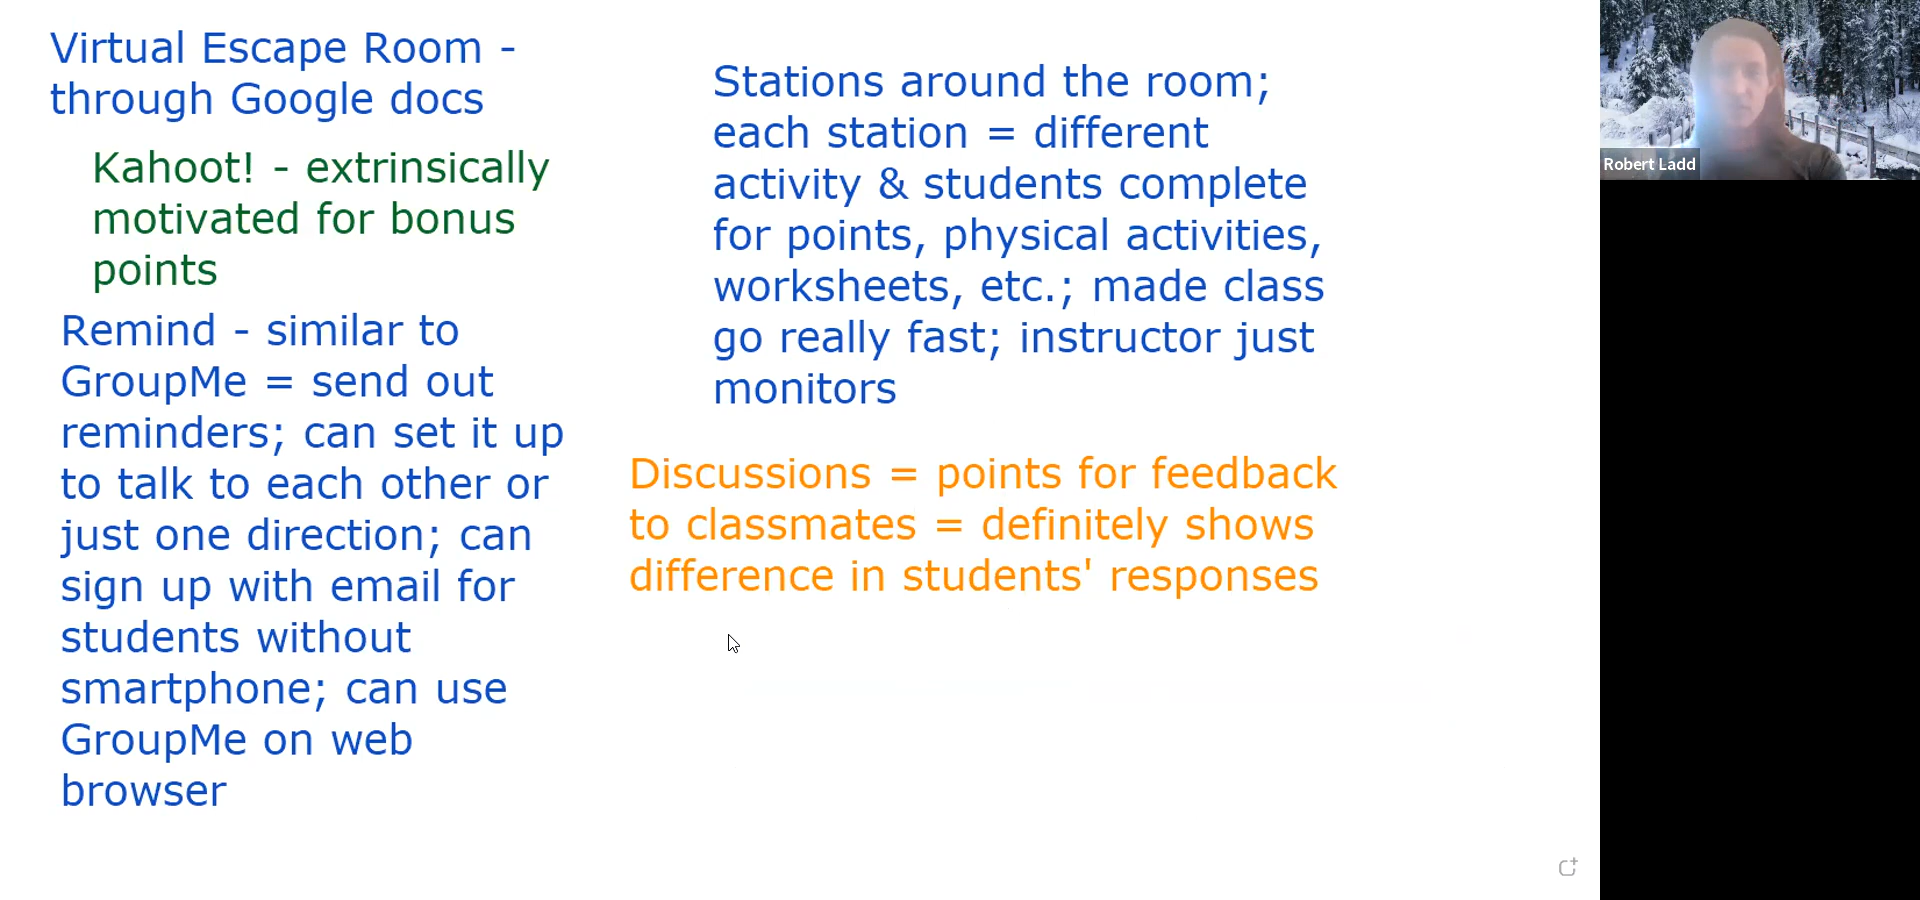 Virtual Escape Room -
through Google docs
Kahoot! - extrinsically
motivated for bonus
points
Remind - similar to
GroupMe = send out
reminders; can set it up
to talk to each other or
just one direction; can
sign up with email for
students without
smartphone; can use
GroupMe on web
browser
Stations around the room;
each station = different
activity & students complete
for points, physical activities,
worksheets, etc.; made class
go really fast; instructor just
monitors
Discussions = points for feedback
to classmates = definitely shows
difference in students' responses
Robert Ladd